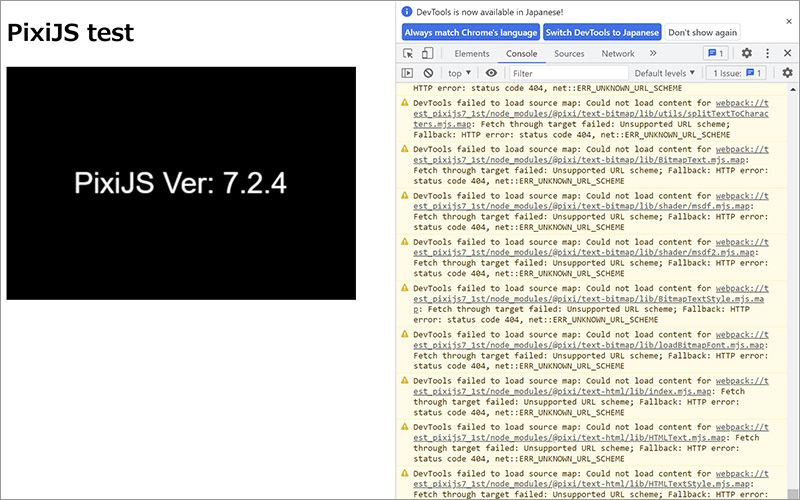 PixiJS test
PixiJS Ver: 7.2.4
DevTools is now available in Japanese!
Always match Chrome's language Switch DevTools to Japanese Don't show again
Elements Console Sources Network 1
top Filter Default levels 1 Issue: 1
HTTP error: status code 404, net::ERR_UNKNOWN_URL_SCHEME
DevTools failed to load source map: Could not load content for webpack://t
est_pixijs7_1st/node_modules/@pixi/text-bitmap/lib/utils/splitTextToCharac
ters.mjs.map: Fetch through target failed: Unsupported URL scheme;
Fallback: HTTP error: status code 404, net::ERR_UNKNOWN_URL_SCHEME
DevTools failed to load source map: Could not load content for webpack://t
est_pixijs7_1st/node_modules/@pixi/text-bitmap/lib/BitmapText.mjs.map:
Fetch through target failed: Unsupported URL scheme; Fallback: HTTP error:
status code 404, net::ERR_UNKNOWN_URL_SCHEME
DevTools failed to load source map: Could not load content for webpack://t
est_pixijs7_1st/node_modules/@pixi/text-bitmap/lib/shader/msdf.mjs.map:
Fetch through target failed: Unsupported URL scheme; Fallback: HTTP error:
status code 404, net::ERR_UNKNOWN_URL_SCHEME
DevTools failed to load source map: Could not load content for webpack://t
est_pixijs7_1st/node_modules/@pixi/text-bitmap/lib/shader/msdf2.mjs.map:
Fetch through target failed: Unsupported URL scheme; Fallback: HTTP error:
status code 404, net::ERR_UNKNOWN_URL_SCHEME
DevTools failed to load source map: Could not load content for webpack://t
est_pixijs7_1st/node_modules/@pixi/text-bitmap/lib/BitmapTextStyle.mjs.ma
p: Fetch through target failed: Unsupported URL scheme; Fallback: HTTP
error: status code 404, net::ERR_UNKNOWN_URL_SCHEME
DevTools failed to load source map: Could not load content for webpack://t
est_pixijs7_1st/node_modules/@pixi/text-bitmap/lib/loadBitmapFont.mjs.map:
Fetch through target failed: Unsupported URL scheme; Fallback: HTTP error:
status code 404, net::ERR_UNKNOWN_URL_SCHEME
DevTools failed to load source map: Could not load content for webpack://t
est_pixijs7_1st/node_modules/@pixi/text-html/lib/index.mjs.map: Fetch
through target failed: Unsupported URL scheme; Fallback: HTTP error:
status code 404, net::ERR_UNKNOWN_URL_SCHEME
DevTools failed to load source map: Could not load content for webpack://t
est_pixijs7_1st/node_modules/@pixi/text-html/lib/HTMLText.mjs.map: Fetch
through target failed: Unsupported URL scheme; Fallback: HTTP error:
status code 404, net::ERR_UNKNOWN_URL_SCHEME
DevTools failed to load source map: Could not load content for webpack://t
est_pixijs7_1st/node_modules/@pixi/text-html/lib/HTMLTextStyle.mjs.map:
Fetch through target failed: Unsupported URL scheme; Fallback: HTTP error: